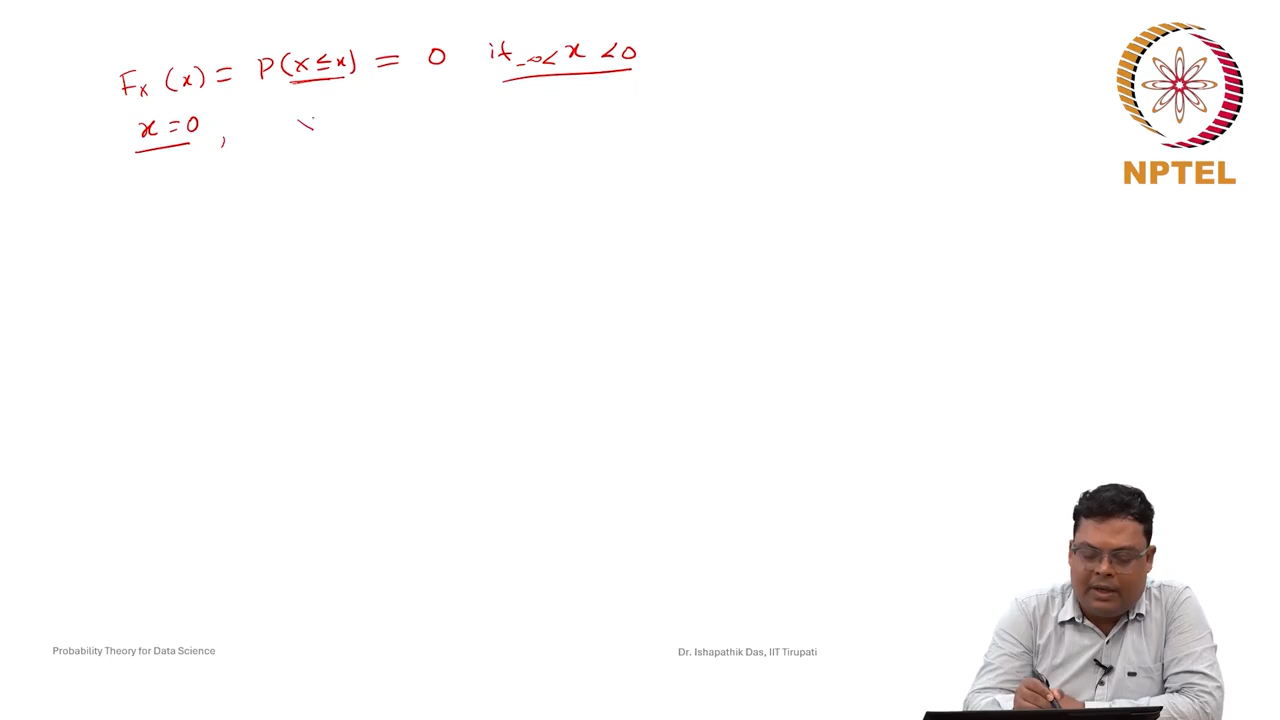 Fx (x) = P(X≤x) = 0 if -∞< x <0
x = 0 ,
NPTEL
Probability Theory for Data Science
Dr. Ishapathik Das, IIT Tirupati